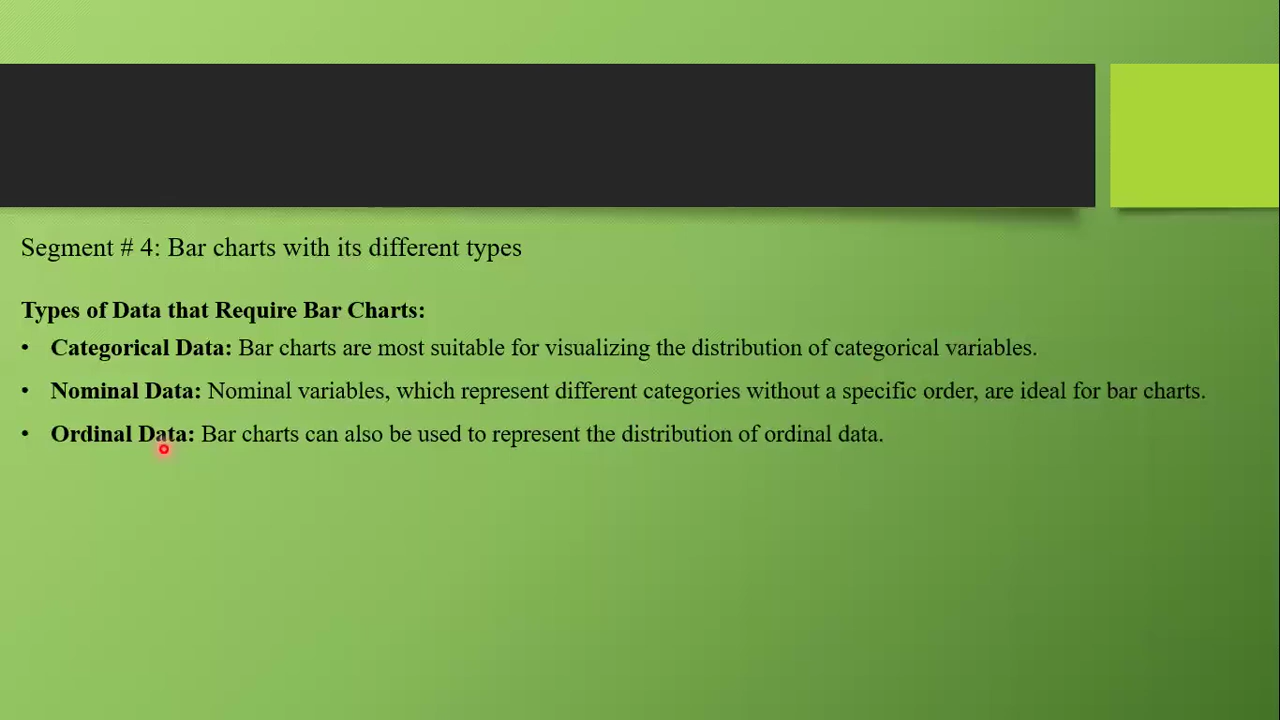 Segment # 4: Bar charts with its different types
Types of Data that Require Bar Charts:
• Categorical Data: Bar charts are most suitable for visualizing the distribution of categorical variables.
• Nominal Data: Nominal variables, which represent different categories without a specific order, are ideal for bar charts.
• Ordinal Data: Bar charts can also be used to represent the distribution of ordinal data.